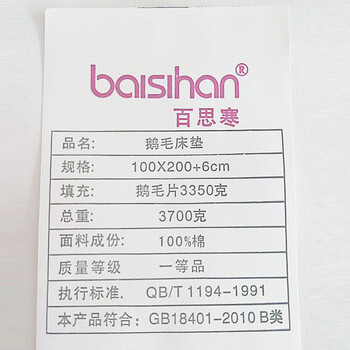 baisihan®
百思寒
品名: 鹅毛床垫
规格: 100X200+6cm
填充: 鹅毛片3350克
总重: 3700克
面料成份: 100%棉
质量等级 一等品
执行标准. QB/T 1194-1991
本产品符合: GB18401-2010 B类